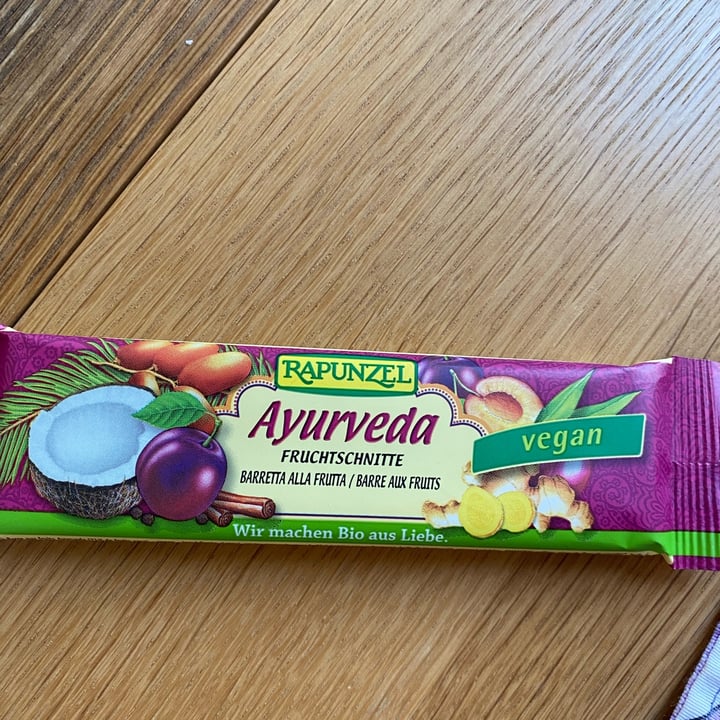 RAPUNZEL
Ayurveda
FRUCHTSCHNITTE
BARRETTA ALLA FRUTTA / BARRE AUX FRUITS
vegan
Wir machen Bio aus Liebe.